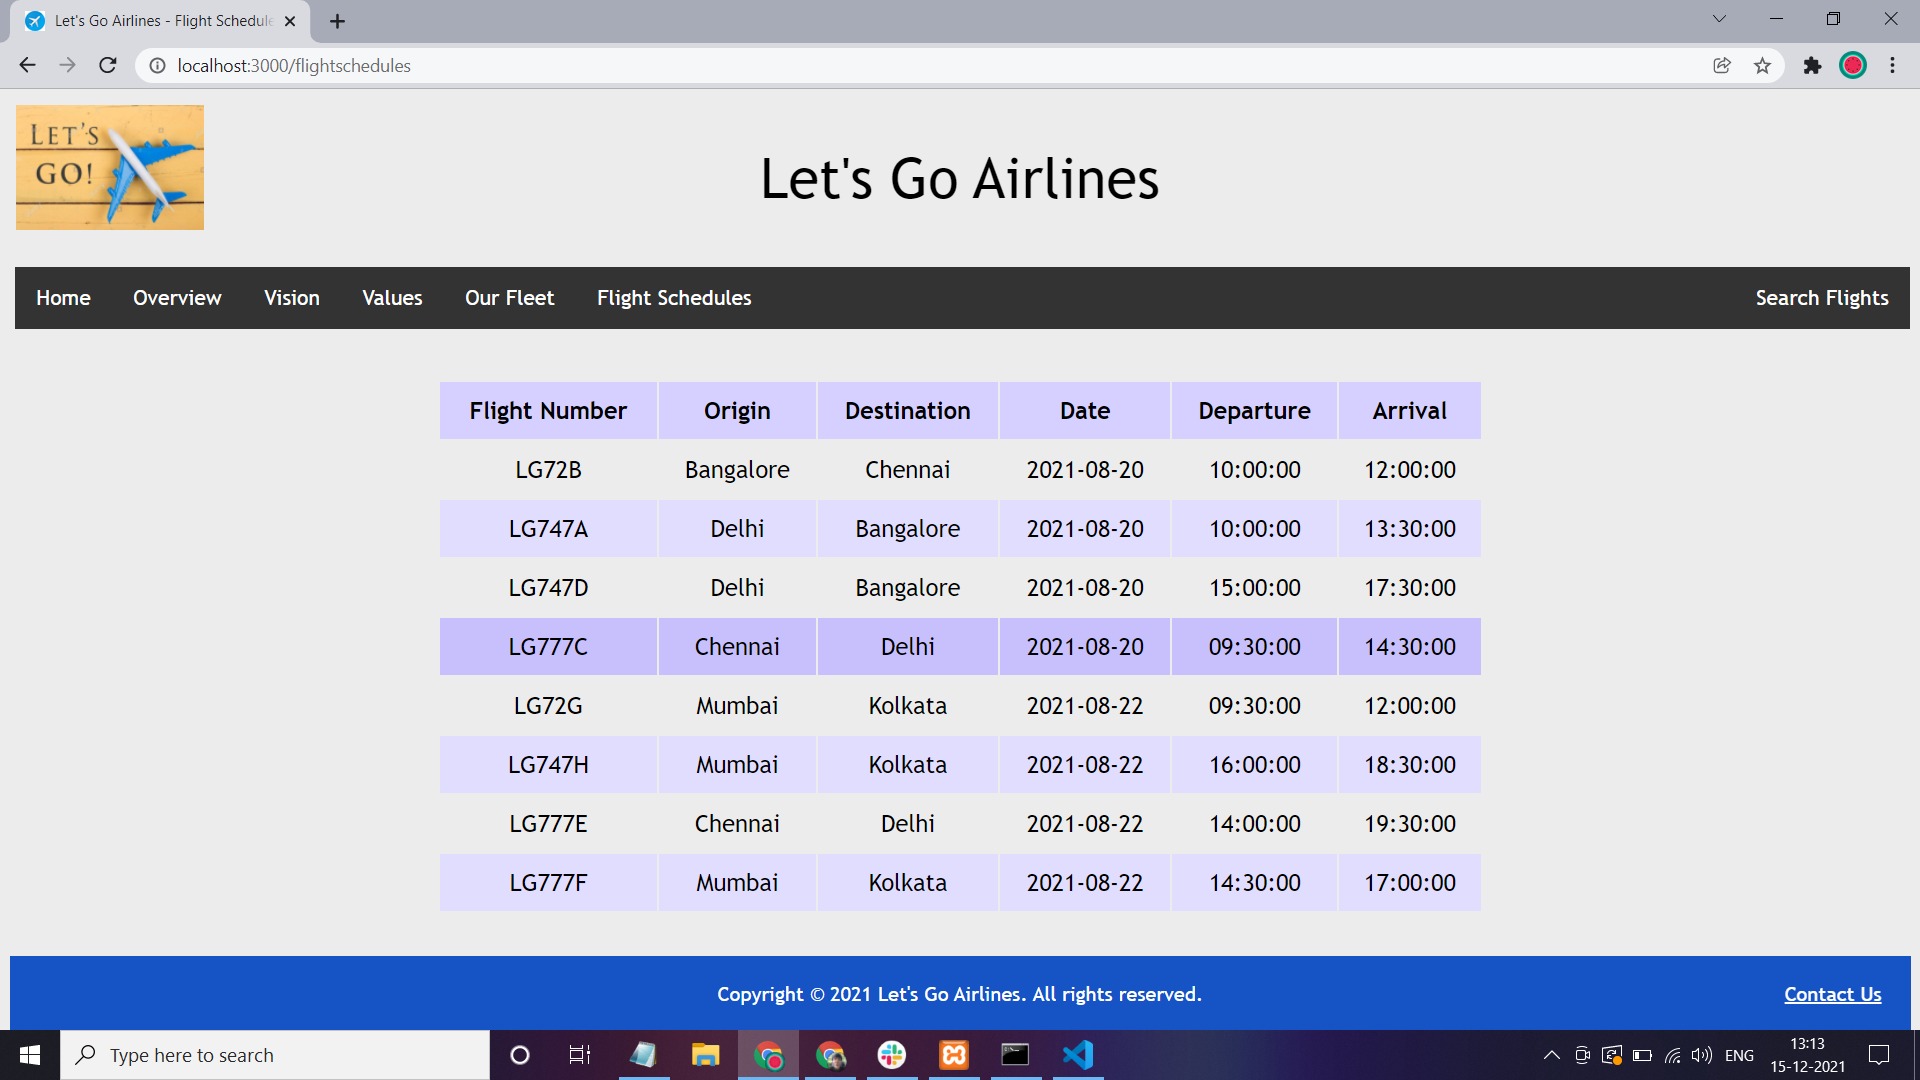 Let's Go Airlines - Flight Schedule
localhost:3000/flightschedules
LET'S
GO!
Let's Go Airlines
Home Overview Vision Values Our Fleet Flight Schedules Search Flights
Flight Number Origin Destination Date Departure Arrival
LG72B Bangalore Chennai 2021-08-20 10:00:00 12:00:00
LG747A Delhi Bangalore 2021-08-20 10:00:00 13:30:00
LG747D Delhi Bangalore 2021-08-20 15:00:00 17:30:00
LG777C Chennai Delhi 2021-08-20 09:30:00 14:30:00
LG72G Mumbai Kolkata 2021-08-22 09:30:00 12:00:00
LG747H Mumbai Kolkata 2021-08-22 16:00:00 18:30:00
LG777E Chennai Delhi 2021-08-22 14:00:00 19:30:00
LG777F Mumbai Kolkata 2021-08-22 14:30:00 17:00:00
Copyright © 2021 Let's Go Airlines. All rights reserved. Contact Us
Type here to search
ENG
13:13
15-12-2021